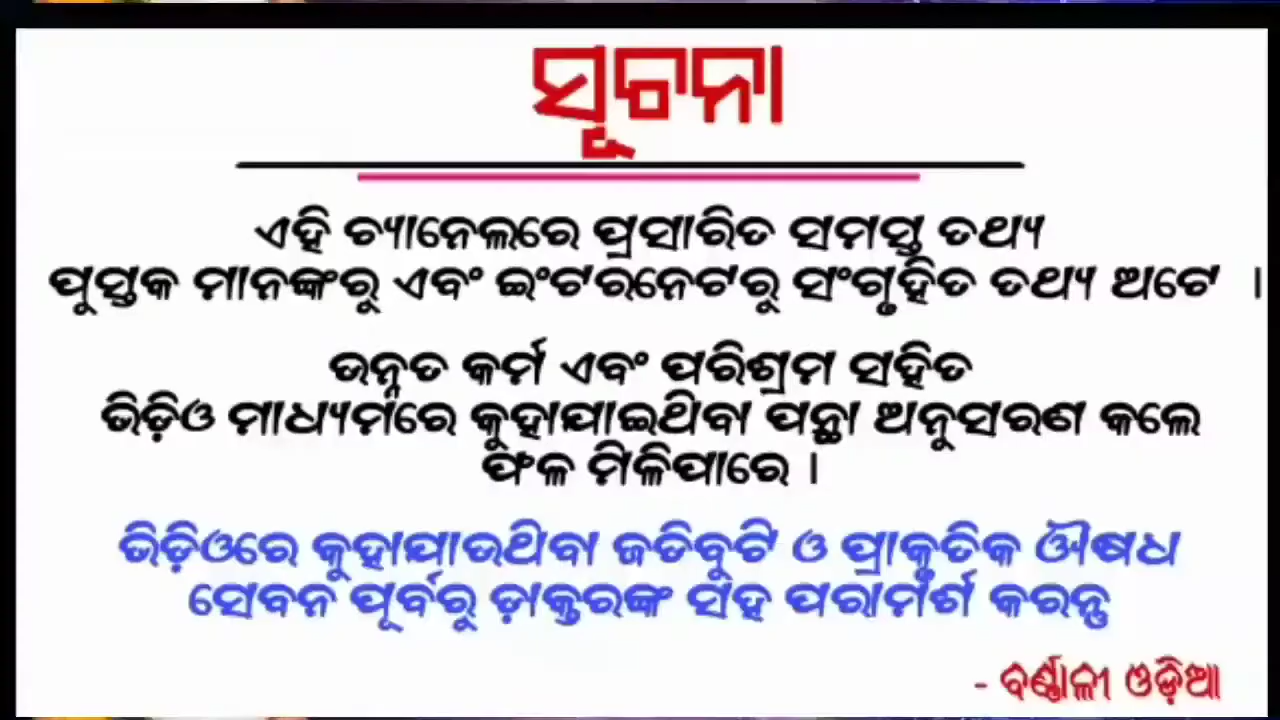 ସୂଚନା
ଏହି ଚ୍ୟାନେଲରେ ପ୍ରସାରିତ ସମସ୍ତ ତଥ୍ୟ
ପୁସ୍ତକ ମାନଙ୍କରୁ ଏବଂ ଇଂଟରନେଟରୁ ସଂଗୃହିତ ତଥ୍ୟ ଅଟେ ।
ଉନ୍ନତ କର୍ମ ଏବଂ ପରିଶ୍ରମ ସହିତ
ଭିଡ଼ିଓ ମାଧ୍ୟମରେ କୁହାଯାଇଥିବା ପନ୍ଥା ଅନୁସରଣ କଲେ
ଫଳ ମିଳିପାରେ ।
ଭିଡ଼ିଓରେ କୁହାଯାଉଥିବା ଜଡିବୁଟି ଓ ପ୍ରାକୃତିକ ଔଷଧ
ସେବନ ପୂର୍ବରୁ ଡ଼ାକ୍ତରଙ୍କ ସହ ପରାମର୍ଶ କରନ୍ତୁ
- ବର୍ଣ୍ଣାଳୀ ଓଡ଼ିଆ